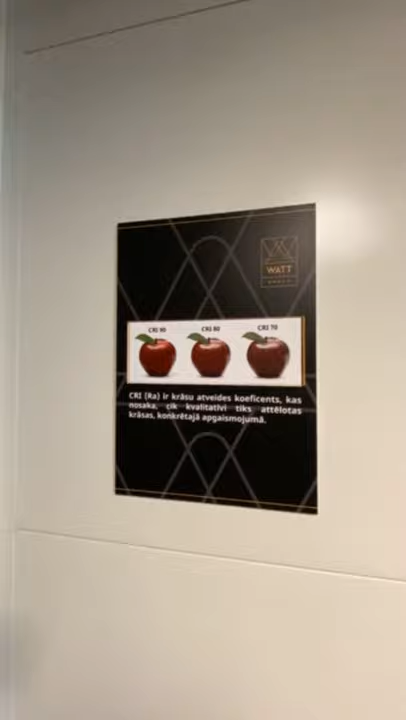 WATT
CRI 90 CRI 80 CRI 70
CRI (Ra) ir krāsu atveides koeficents, kas
nosaka, cik kvalitatīvi tiks attēlotas
krāsas, konkrētajā apgaismojumā.